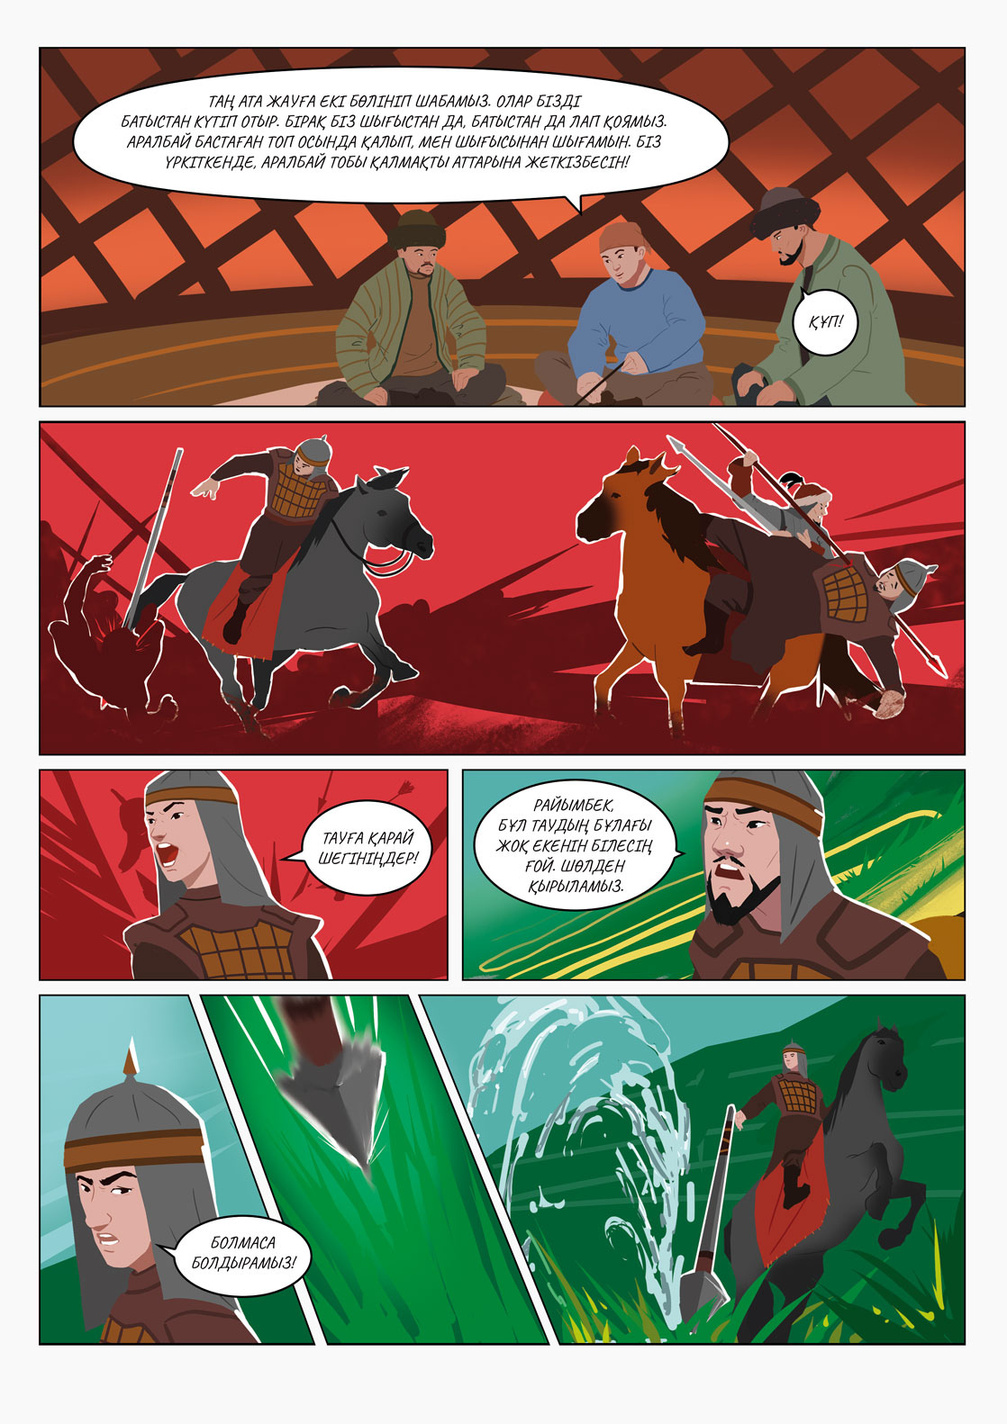 ТАҢ АТА ЖАУҒА ЕКІ БӨЛІНІП ШАБАМЫЗ. ОЛАР БІЗДІ
БАТЫСТАН КҮТІП ОТЫР. БІРАҚ БІЗ ШЫҒЫСТАН ДА, БАТЫСТАН ДА ЛАП ҚОЯМЫЗ.
АРАЛБАЙ БАСТАҒАН ТОП ОСЫНДА ҚАЛЫП, МЕН ШЫҒЫСЫНАН ШЫҒАМЫН. БІЗ
ҮРКІТКЕНДЕ, АРАЛБАЙ ТОБЫ ҚАЛМАҚТЫ АТТАРЫНА ЖЕТКІЗБЕСІН!
ҚҰП!
ТАУҒА ҚАРАЙ
ШЕГІНІҢДЕР!
РАЙЫМБЕК,
БҰЛ ТАУДЫҢ БҰЛАҒЫ
ЖОҚ ЕКЕНІН БІЛЕСІҢ
ҒОЙ. ШӨЛДЕН
ҚЫРЫЛАМЫЗ.
БОЛМАСА
БОЛДЫРАМЫЗ!